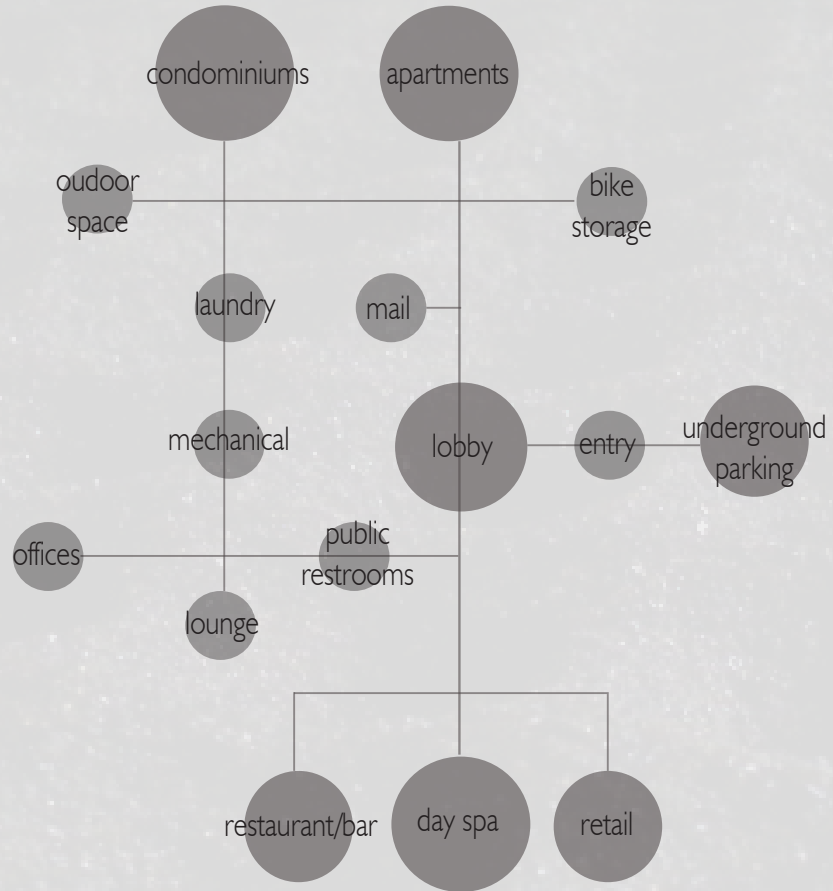 condominiums
apartments
oudoor
space
bike
storage
laundry
mail
mechanical
lobby
entry
underground
parking
offices
public
restrooms
lounge
restaurant/bar
day spa
retail